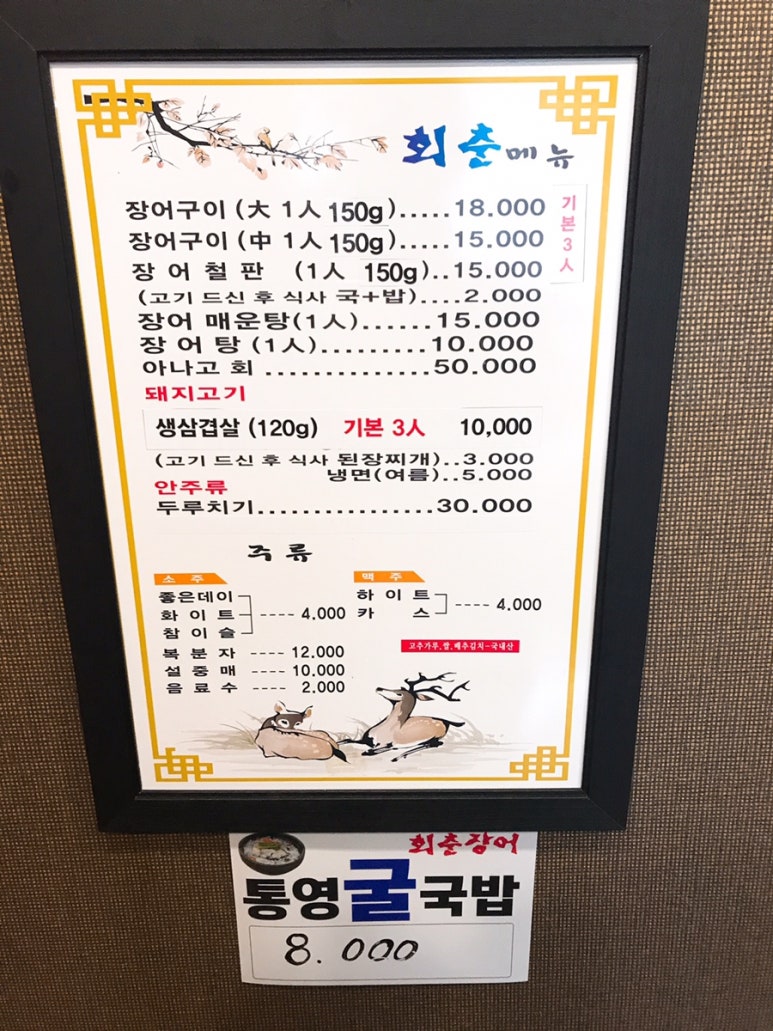 회춘메뉴
장어구이 (大 1人 150g).....18.000
장어구이 (中 1人 150g).....15.000
장 어 철 판 (1人 150g)..15.000
기본3人
(고기 드신 후 식사 국+밥)....2.000
장어 매운탕(1人)......15.000
장 어 탕 (1人).........10.000
아나고 회 ...............50.000
돼지고기
생삼겹살 (120g) 기본 3人 10,000
(고기 드신 후 식사 된장찌개)..3.000
냉면(여름)..5.000
안주류
두루치기................30.000
주 류
소 주
좋은데이
화 이 트 ---- 4,000
참 이 슬
복 분 자 ---- 12.000
설 중 매 ---- 10,000
음 료 수 ---- 2.000
맥 주
하 이 트
카 스 ---- 4.000
고추가루,쌀,배추김치-국내산
회춘장어
통영굴국밥
8.000